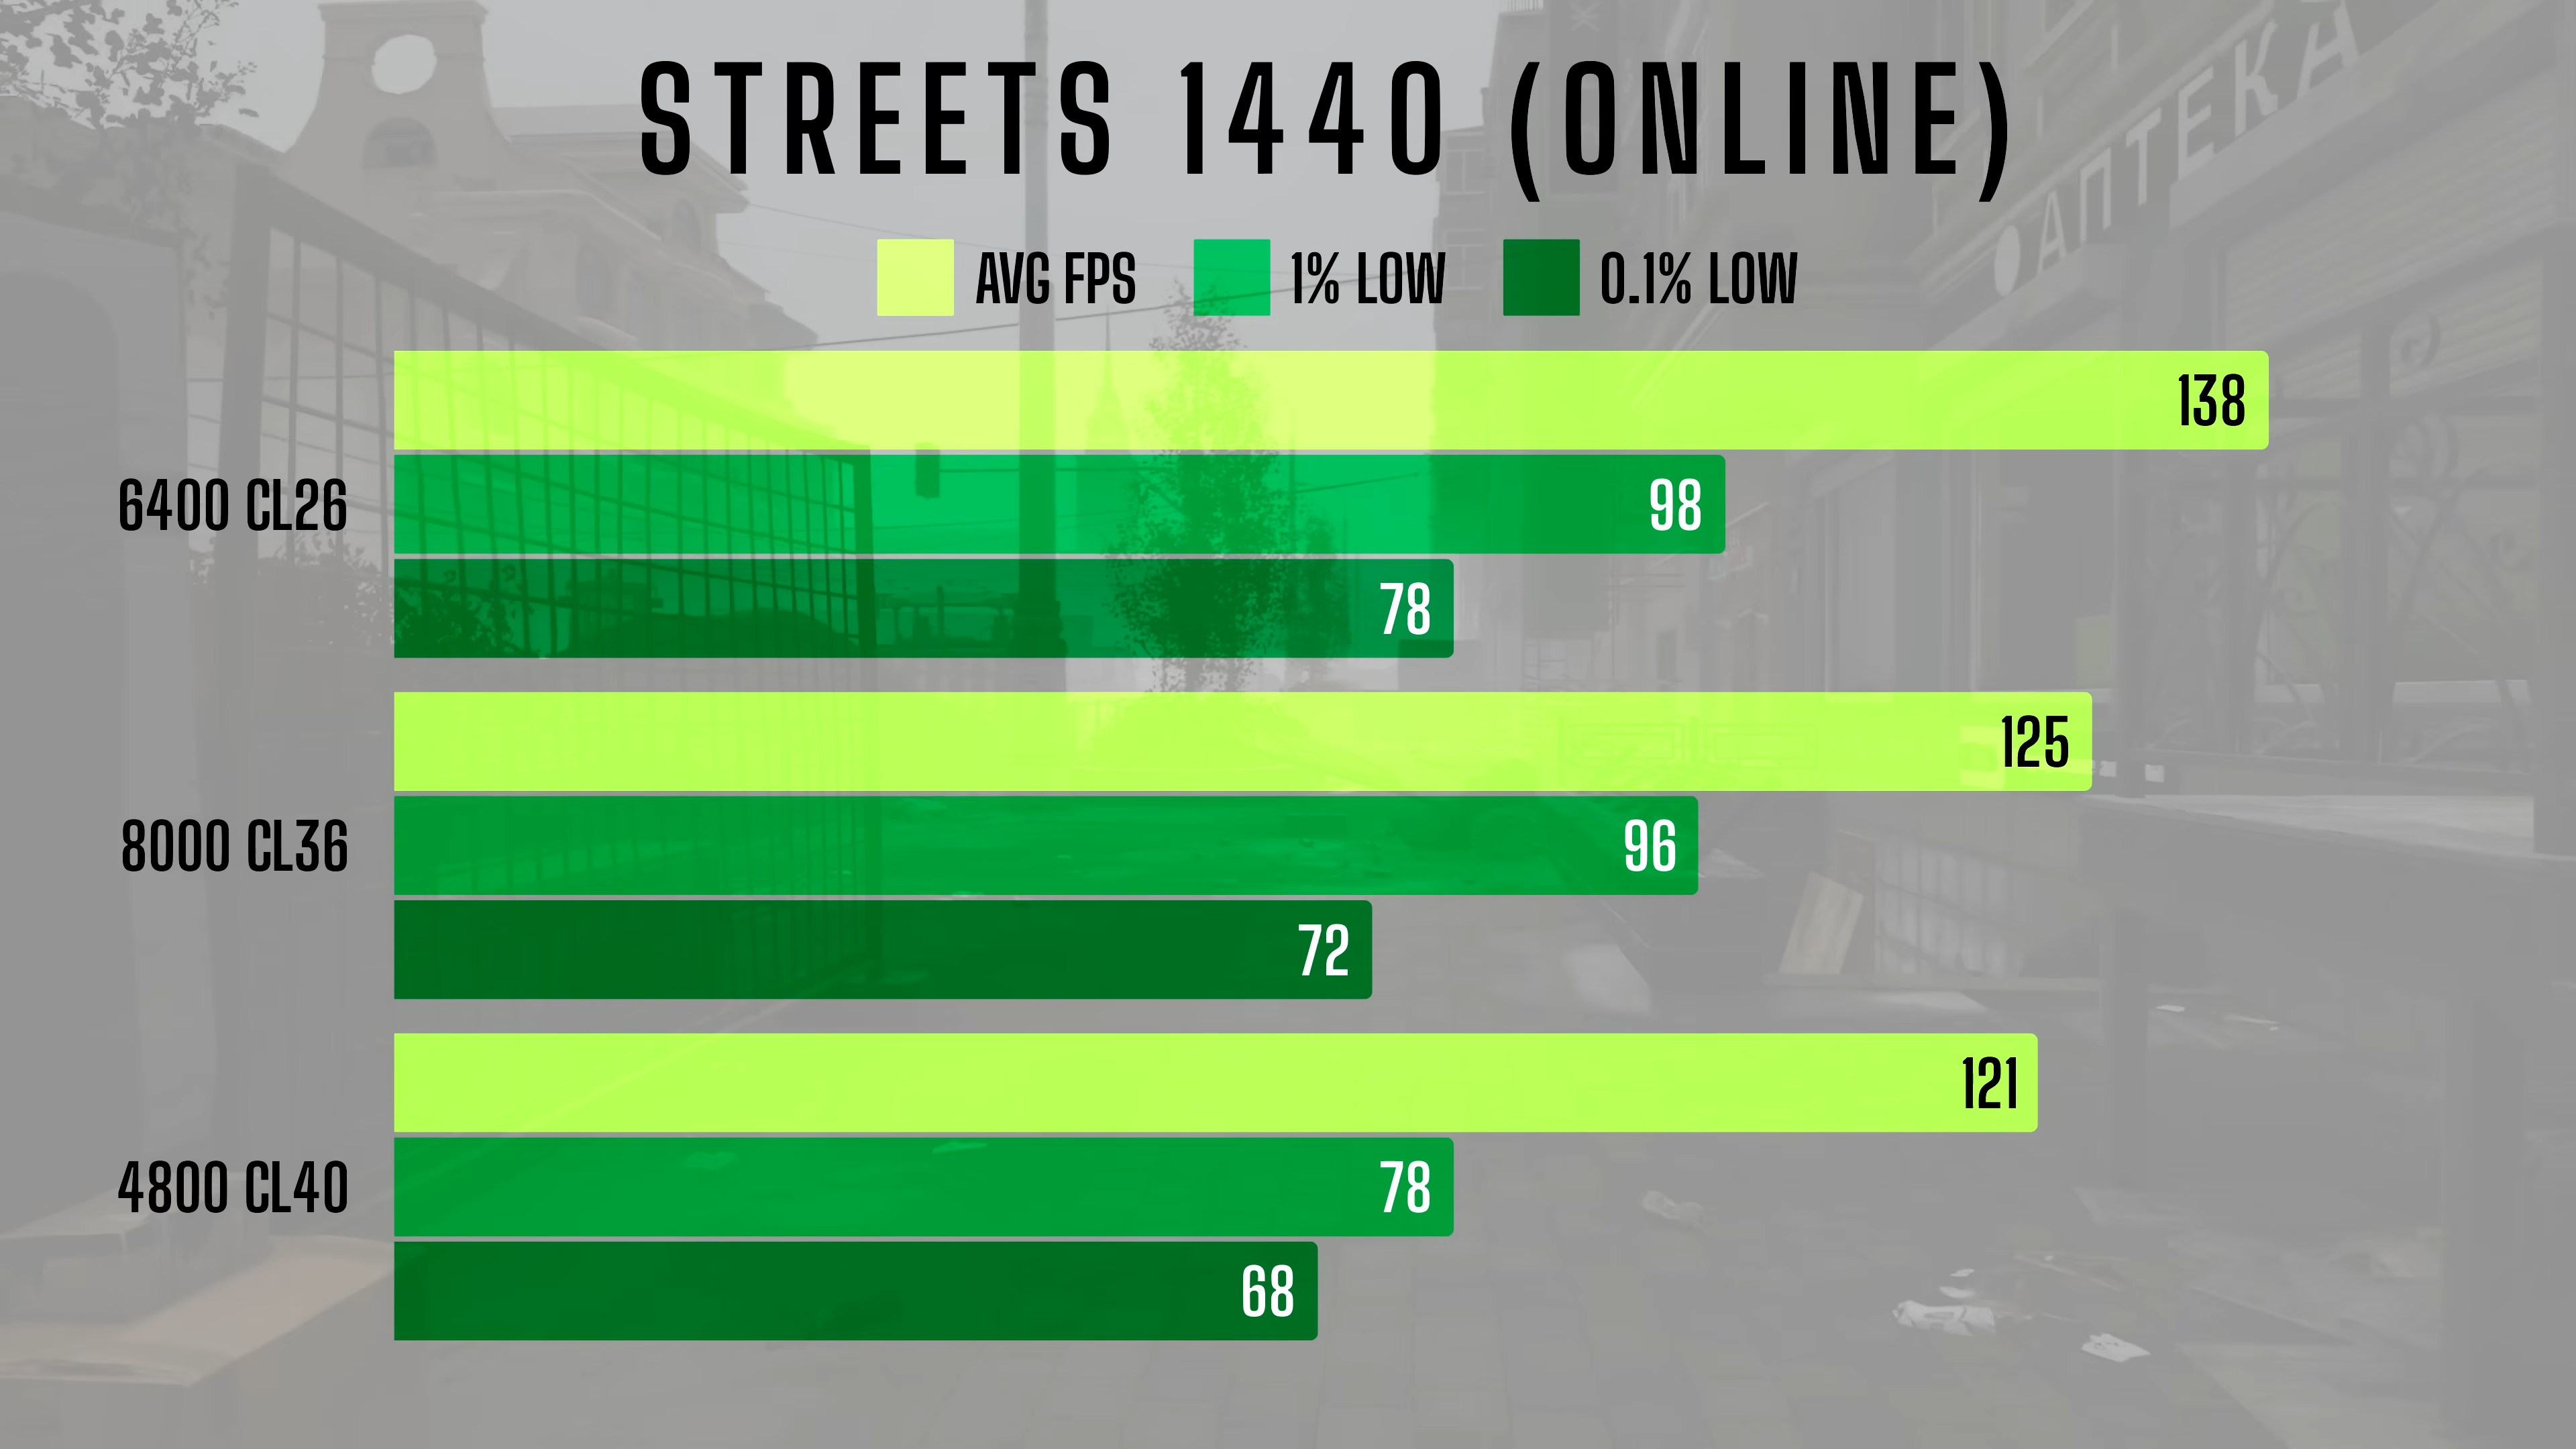 STREETS 1440 (ONLINE)
АПТЕКА
AVG FPS 1% LOW 0.1% LOW
138
6400 CL26 98
78
125
8000 CL36 96
72
121
4800 CL40 78
68